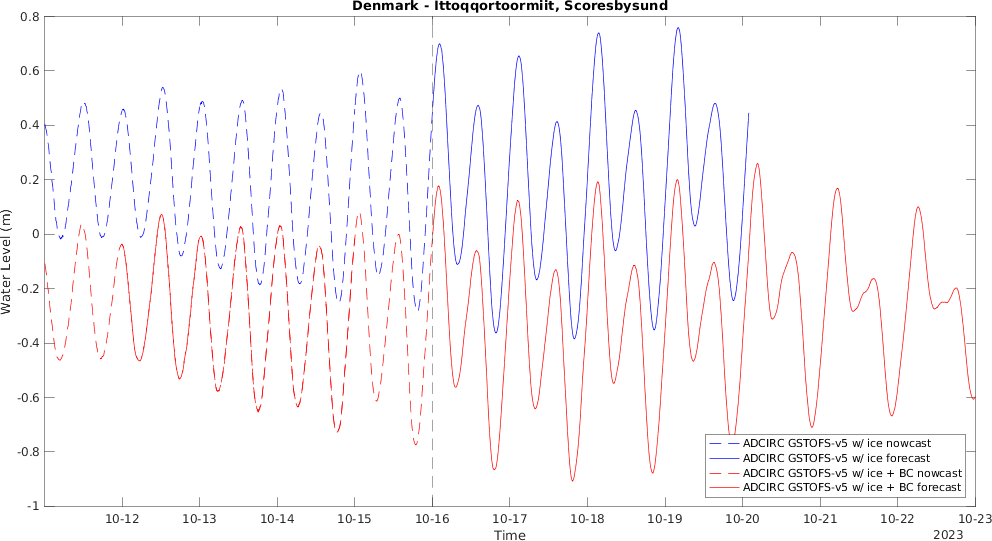 Denmark - Ittoqqortoormiit, Scoresbysund
0.8
0.6
0.4
0.2
0
-0.2
-0.4
-0.6
-0.8
-1
Water Level (m)
ADCIRC GSTOFS-v5 w/ ice nowcast
ADCIRC GSTOFS-v5 w/ ice forecast
ADCIRC GSTOFS-v5 w/ ice + BC nowcast
ADCIRC GSTOFS-v5 w/ ice + BC forecast
10-12 10-13 10-14 10-15 10-16 10-17 10-18 10-19 10-20 10-21 10-22 10-23
Time
2023